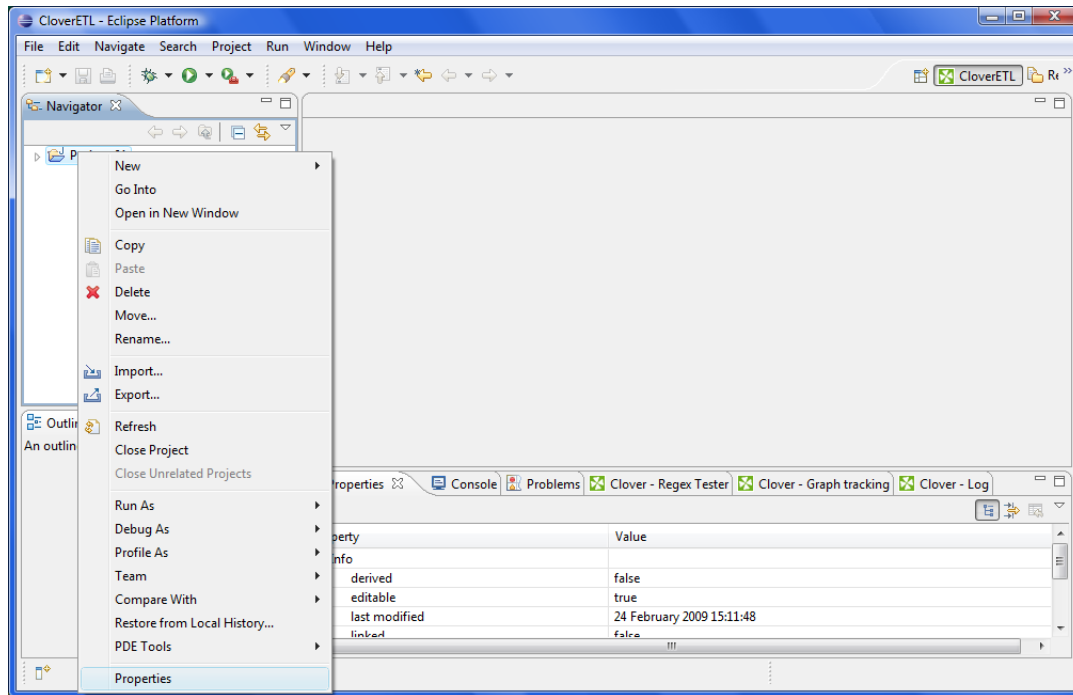 CloverETL - Eclipse Platform
File Edit Navigate Search Project Run Window Help
CloverETL
Navigator
New
Go Into
Open in New Window
Copy
Paste
Delete
Move...
Rename...
Import...
Export...
Refresh
Close Project
Close Unrelated Projects
Run As
Debug As
Profile As
Team
Compare With
Restore from Local History...
PDE Tools
Properties
Outlin
An outlin
roperties Console Problems Clover - Regex Tester Clover - Graph tracking Clover - Log
perty Value
nfo
derived false
editable true
last modified 24 February 2009 15:11:48
linked false